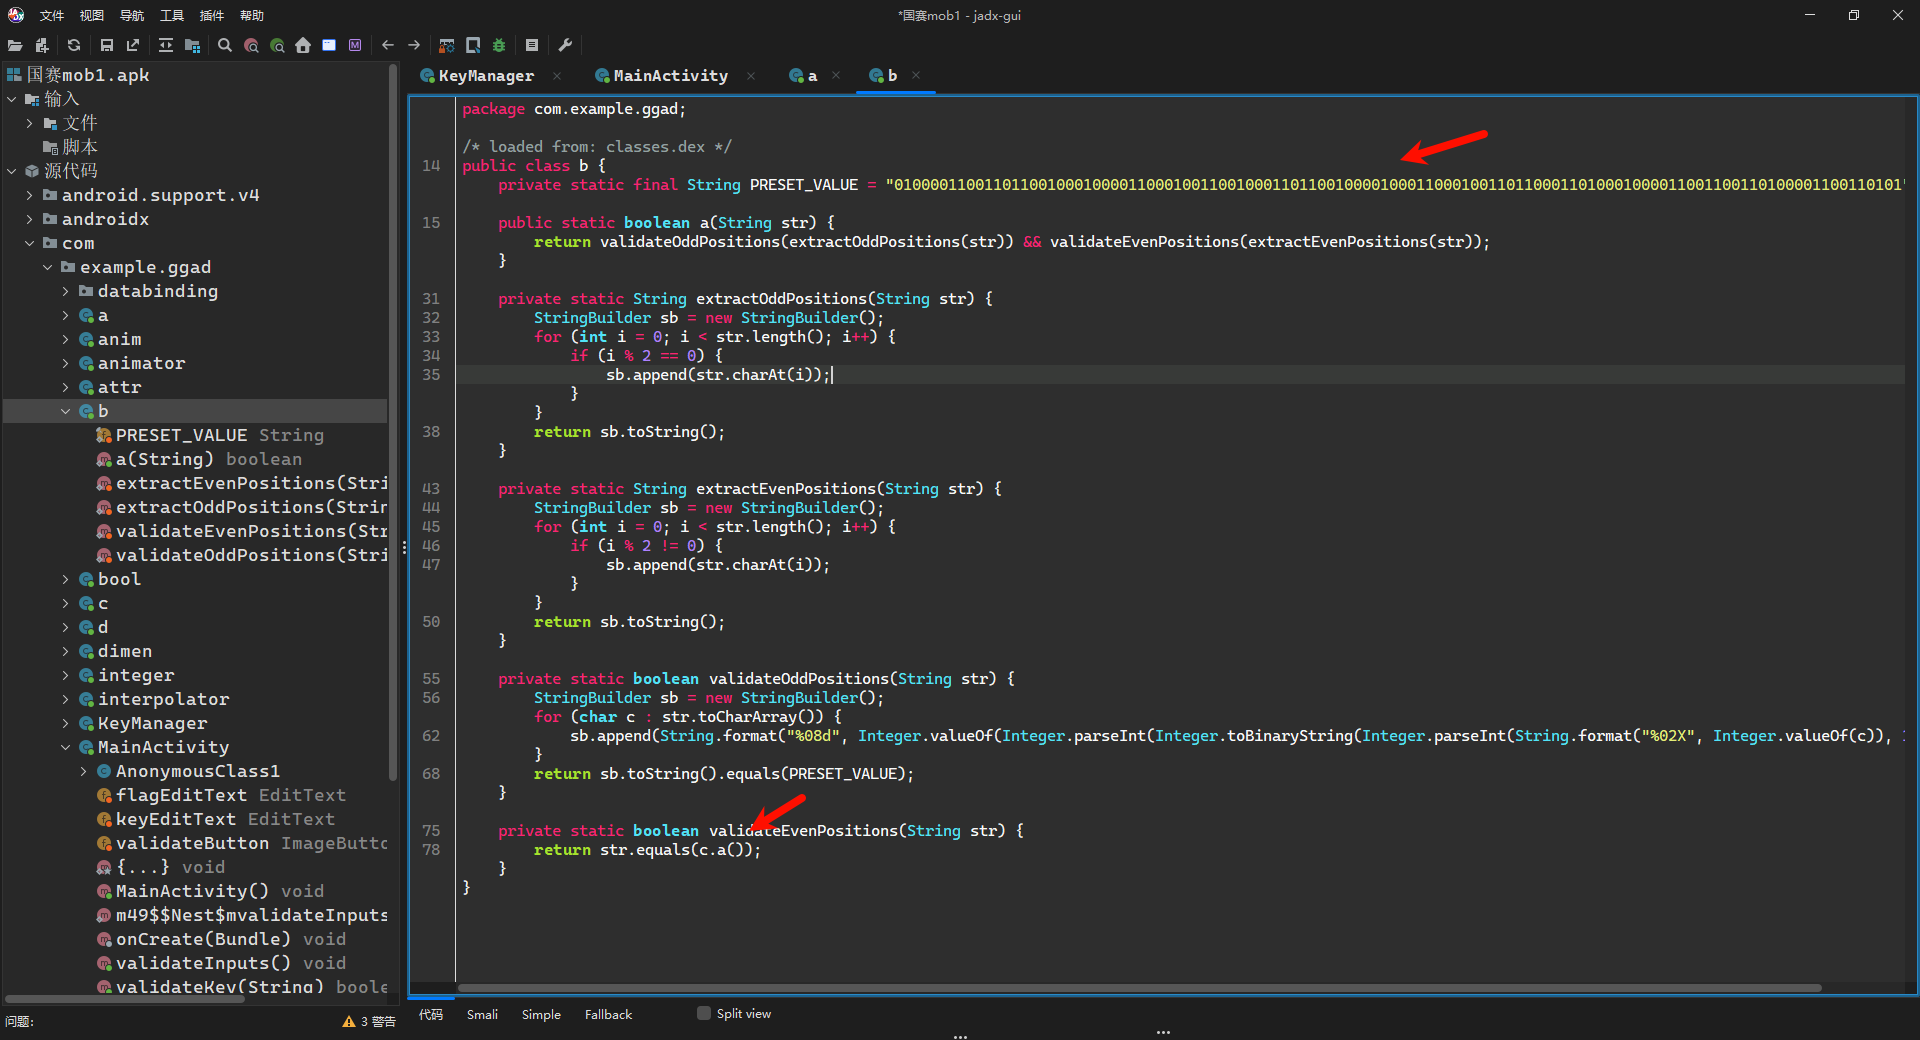 文件 视图 导航 工具 插件 帮助
*国赛mob1 - jadx-gui
国赛mob1.apk
输入
文件
脚本
源代码
android.support.v4
androidx
com
example.ggad
databinding
a
anim
animator
attr
b
PRESET_VALUE String
a(String) boolean
extractEvenPositions(Stri
extractOddPositions(Strin
validateEvenPositions(Str
validateOddPositions(Stri
bool
c
d
dimen
integer
interpolator
KeyManager
MainActivity
AnonymousClass1
flagEditText EditText
keyEditText EditText
validateButton ImageButto
{...} void
MainActivity() void
m49$$Nest$mvalidateInputs
onCreate(Bundle) void
validateInputs() void
validateKey(String) boole
问题:
3 警告
KeyManager MainActivity a b
package com.example.ggad;
/* loaded from: classes.dex */
14 public class b {
private static final String PRESET_VALUE = "0100001100110110010001000011000100110010001101100100001000110001001101100011010001000011001100110100001100110101"
15 public static boolean a(String str) {
return validateOddPositions(extractOddPositions(str)) && validateEvenPositions(extractEvenPositions(str));
}
31 private static String extractOddPositions(String str) {
32 StringBuilder sb = new StringBuilder();
33 for (int i = 0; i < str.length(); i++) {
34 if (i % 2 == 0) {
35 sb.append(str.charAt(i));
}
}
38 return sb.toString();
}
43 private static String extractEvenPositions(String str) {
44 StringBuilder sb = new StringBuilder();
45 for (int i = 0; i < str.length(); i++) {
46 if (i % 2 != 0) {
47 sb.append(str.charAt(i));
}
}
50 return sb.toString();
}
55 private static boolean validateOddPositions(String str) {
56 StringBuilder sb = new StringBuilder();
for (char c : str.toCharArray()) {
62 sb.append(String.format("%08d", Integer.valueOf(Integer.parseInt(Integer.toBinaryString(Integer.parseInt(String.format("%02X", Integer.valueOf(c)),
}
68 return sb.toString().equals(PRESET_VALUE);
}
75 private static boolean validateEvenPositions(String str) {
78 return str.equals(c.a());
}
}
代码 Smali Simple Fallback Split view